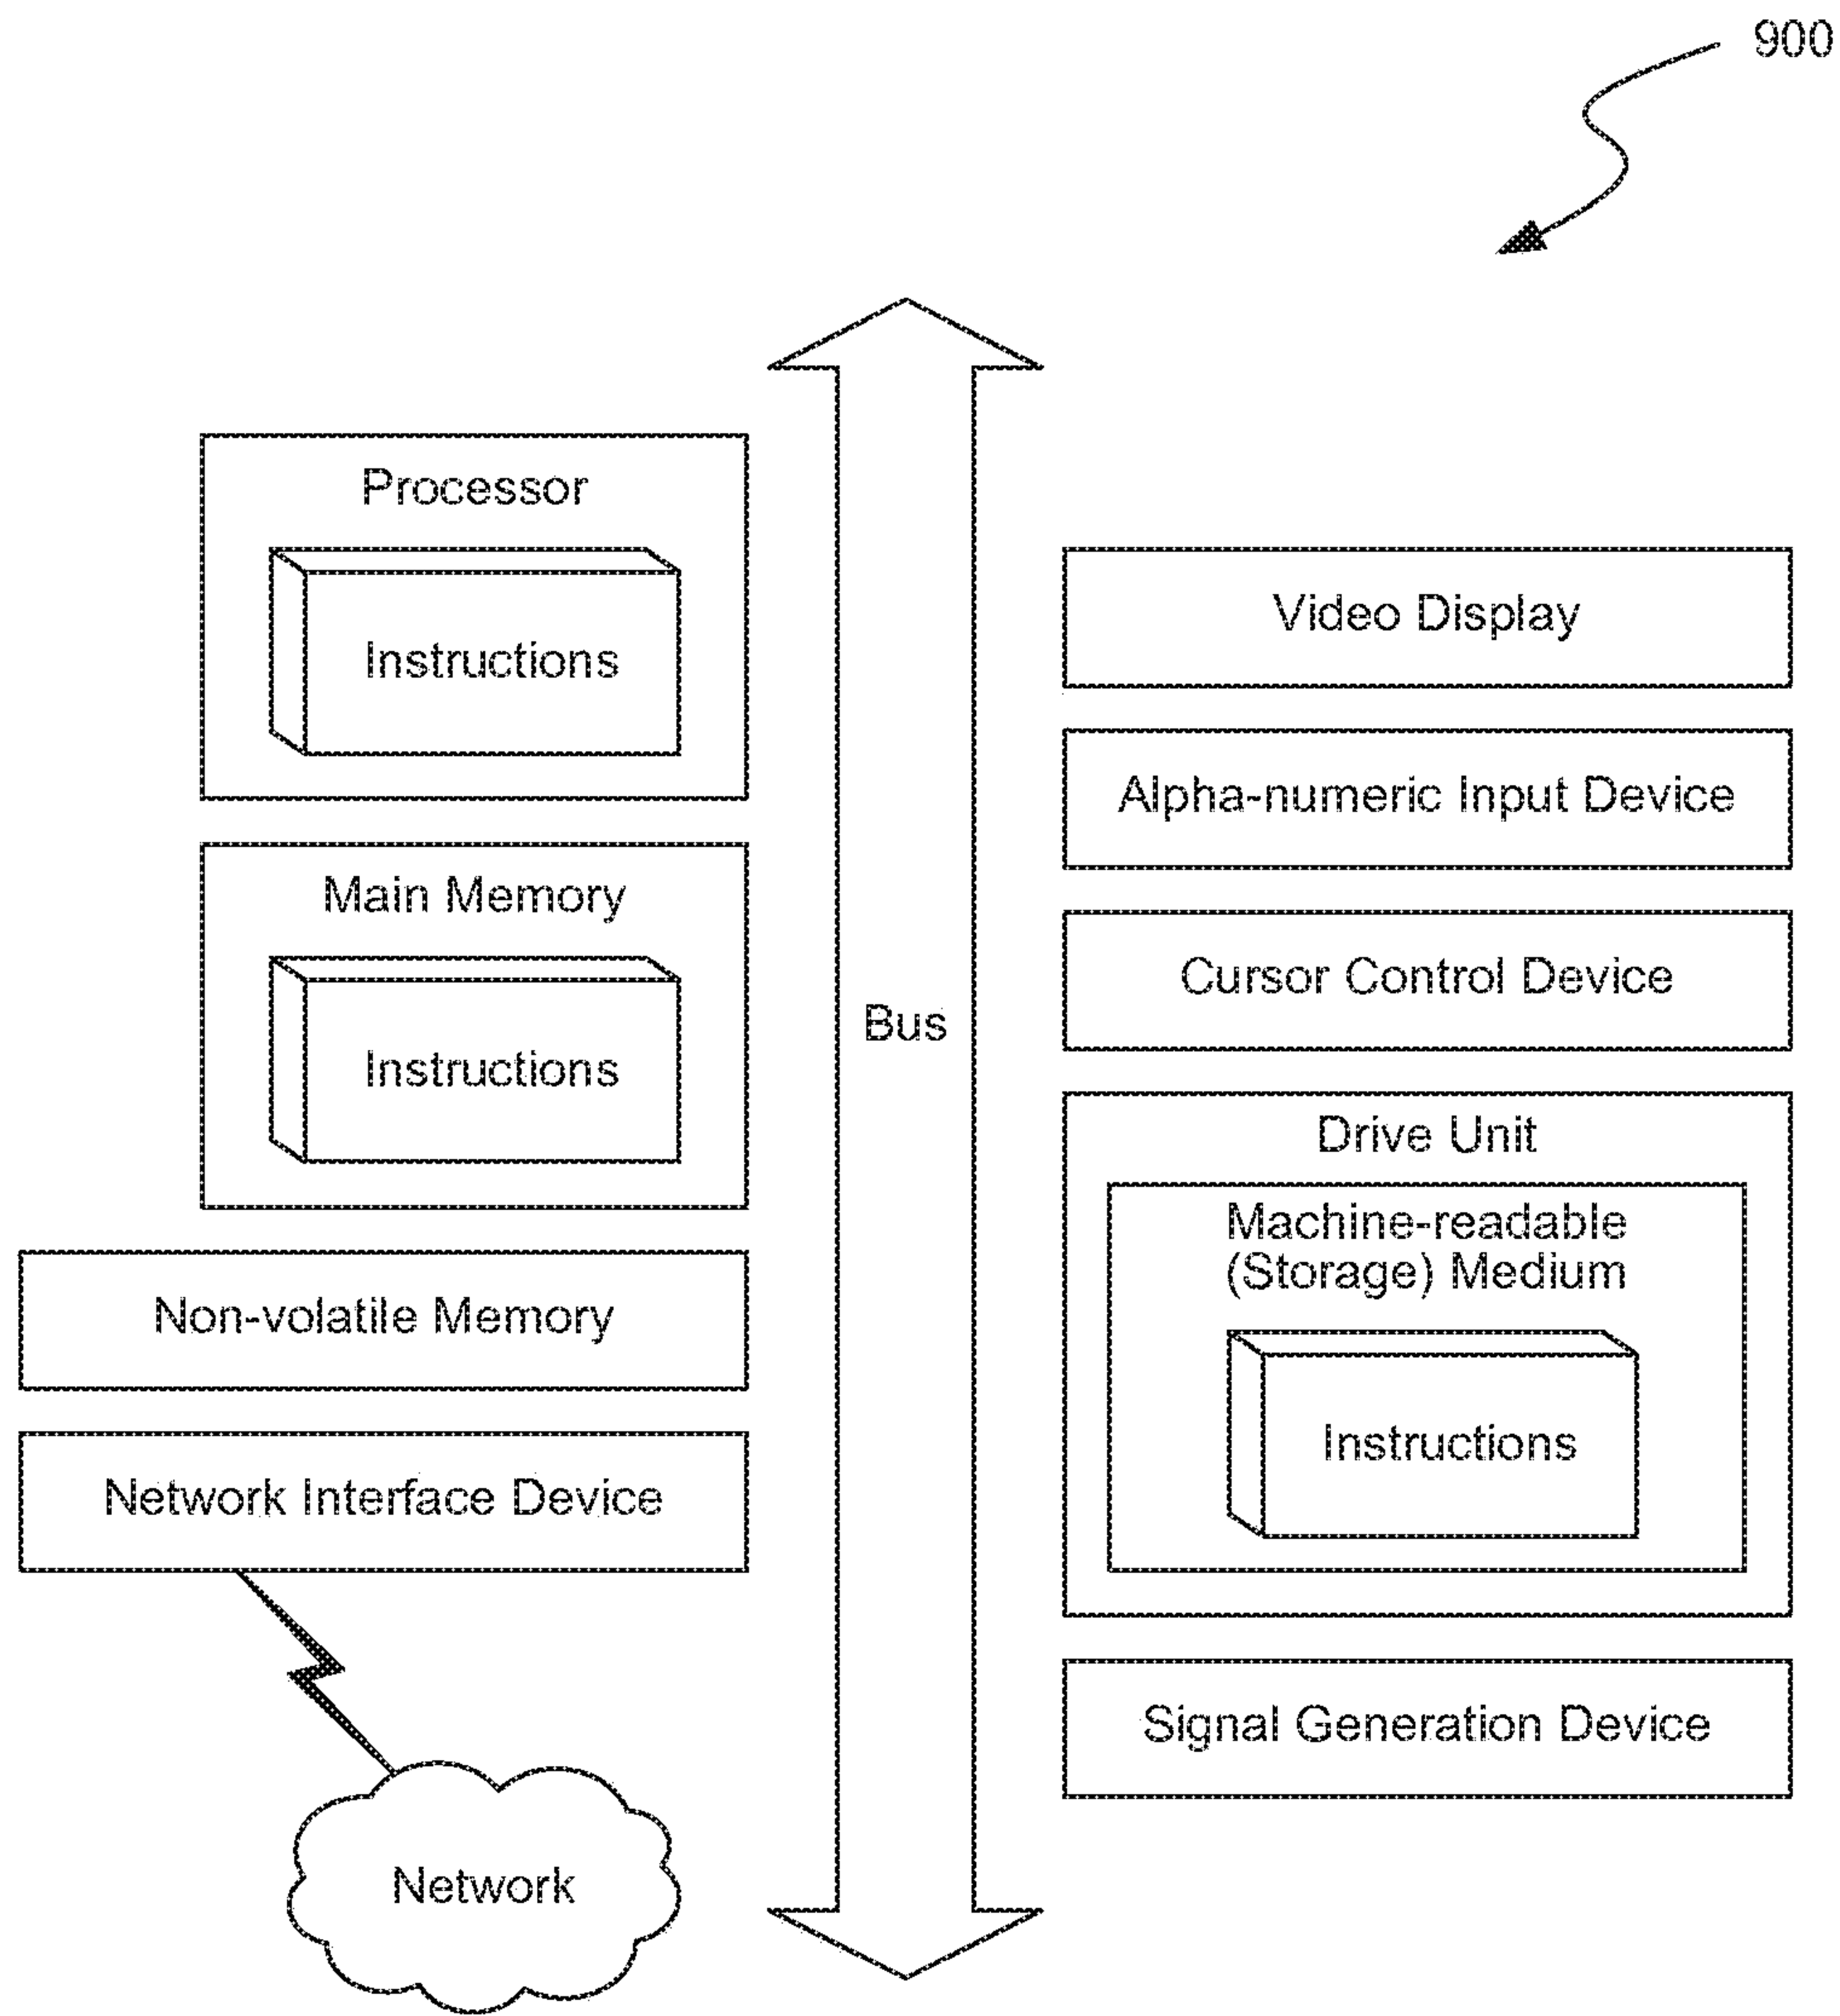 900
Processor
Instructions
Main Memory
Instructions
Non-volatile Memory
Network Interface Device
Network
Bus
Video Display
Alpha-numeric Input Device
Cursor Control Device
Drive Unit
Machine-readable
(Storage) Medium
Instructions
Signal Generation Device